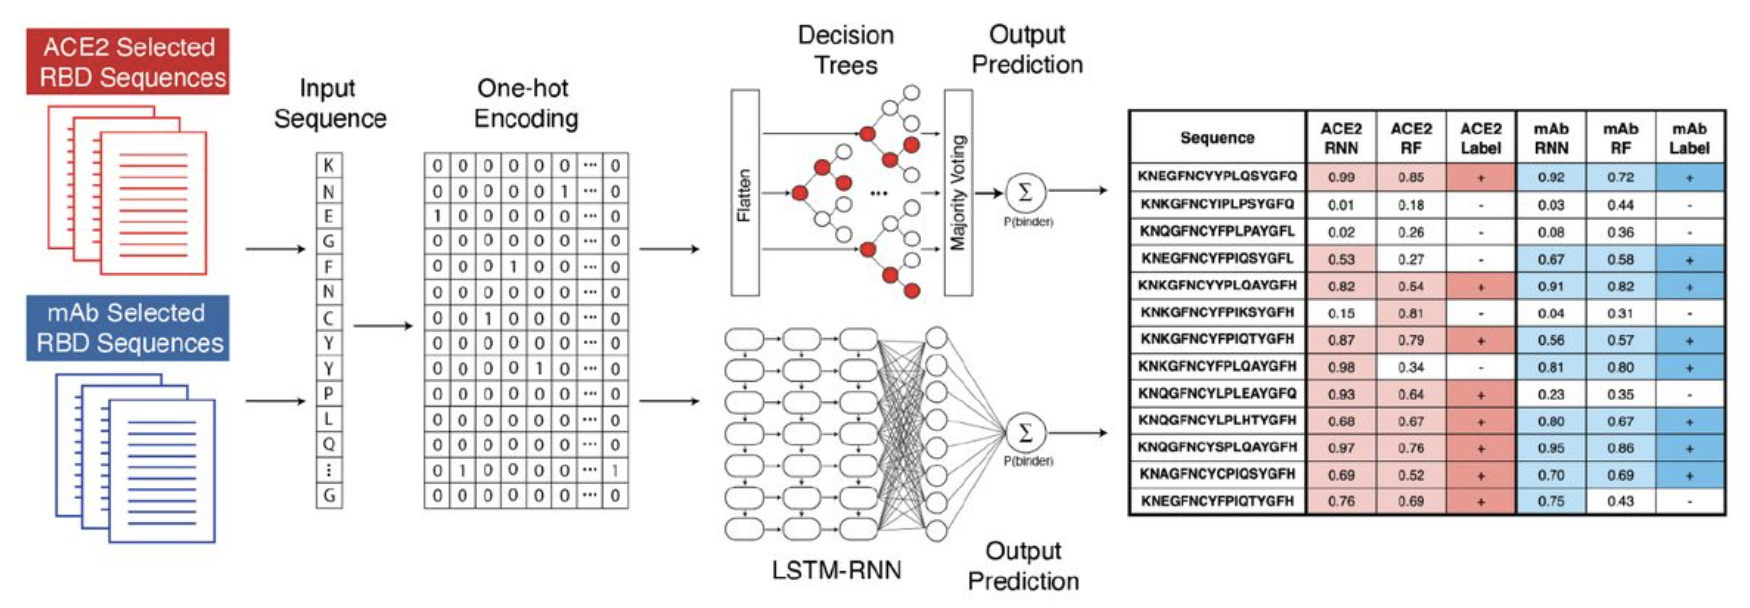 ACE2 Selected
RBD Sequences
mAb Selected
RBD Sequences
Input
Sequence
K
N
E
G
F
N
C
Y
Y
P
L
Q
⋮
G
One-hot
Encoding
0 0 0 0 0 0 ... 0
0 0 0 0 0 1 ... 0
1 0 0 0 0 0 ... 0
0 0 0 0 0 0 ... 0
0 0 0 1 0 0 ... 0
0 0 0 0 0 0 ... 0
0 0 1 0 0 0 ... 0
0 0 0 0 0 0 ... 0
0 0 0 0 1 0 ... 0
0 0 0 0 0 0 ... 0
0 0 0 0 0 0 ... 0
0 0 0 0 0 0 ... 0
0 1 0 0 0 0 ... 1
0 0 0 0 0 0 ... 0
Decision
Trees
Flatten
...
Majority Voting
Output
Prediction
Σ
P(binder)
LSTM-RNN
Σ
P(binder)
Output
Prediction
Sequence ACE2 RNN ACE2 RF ACE2 Label mAb RNN mAb RF mAb Label
KNEGFNCYYPLQSYGFQ 0.99 0.85 + 0.92 0.72 +
KNKGFNCYIPLPSYGFQ 0.01 0.18 - 0.03 0.44 -
KNQGFNCYFPLPAYGFL 0.02 0.26 - 0.08 0.36 -
KNEGFNCYFPIQSYGFL 0.53 0.27 - 0.67 0.58 +
KNKGFNCYYPLQAYGFH 0.82 0.54 + 0.91 0.82 +
KNKGFNCYFPIKSYGFH 0.15 0.81 - 0.04 0.31 -
KNKGFNCYFPIQTYGFH 0.87 0.79 + 0.56 0.57 +
KNKGFNCYFPLQAYGFH 0.98 0.34 - 0.81 0.80 +
KNQGFNCYLPLEAYGFQ 0.93 0.64 + 0.23 0.35 -
KNQGFNCYLPLHTYGFH 0.68 0.67 + 0.80 0.67 +
KNQGFNCYSPLQAYGFH 0.97 0.76 + 0.95 0.86 +
KNAGFNCYCPIQSYGFH 0.69 0.52 + 0.70 0.69 +
KNEGFNCYFPIQTYGFH 0.76 0.69 + 0.75 0.43 -